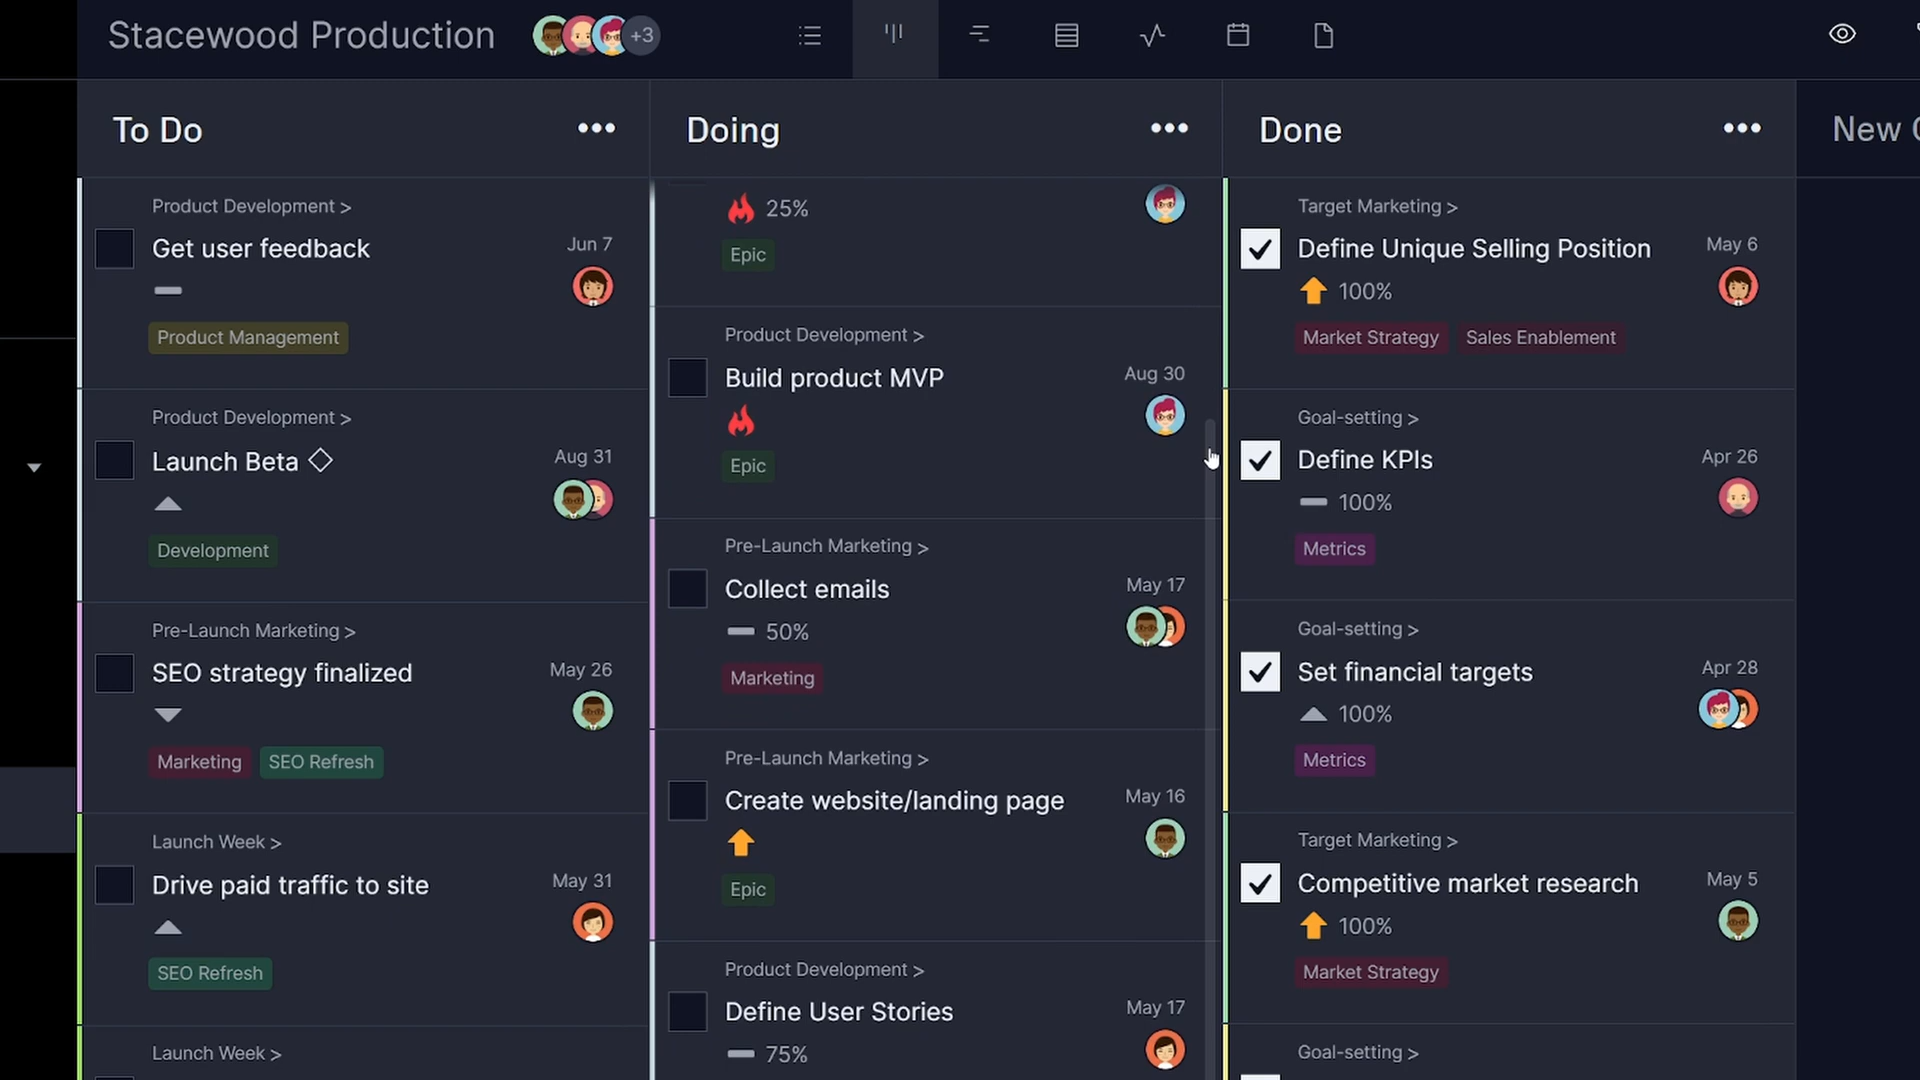 Stacewood Production
+3
To Do
•••
Product Development >
Get user feedback
Jun 7
Product Management
Product Development >
Launch Beta
Aug 31
Development
Pre-Launch Marketing >
SEO strategy finalized
May 26
Marketing
SEO Refresh
Launch Week >
Drive paid traffic to site
May 31
SEO Refresh
Launch Week >
Doing
•••
25%
Epic
Product Development >
Build product MVP
Aug 30
Epic
Pre-Launch Marketing >
Collect emails
May 17
50%
Marketing
Pre-Launch Marketing >
Create website/landing page
May 16
Epic
Product Development >
Define User Stories
May 17
75%
Done
•••
Target Marketing >
Define Unique Selling Position
May 6
100%
Market Strategy
Sales Enablement
Goal-setting >
Define KPIs
Apr 26
100%
Metrics
Goal-setting >
Set financial targets
Apr 28
100%
Metrics
Target Marketing >
Competitive market research
May 5
100%
Market Strategy
Goal-setting >
New